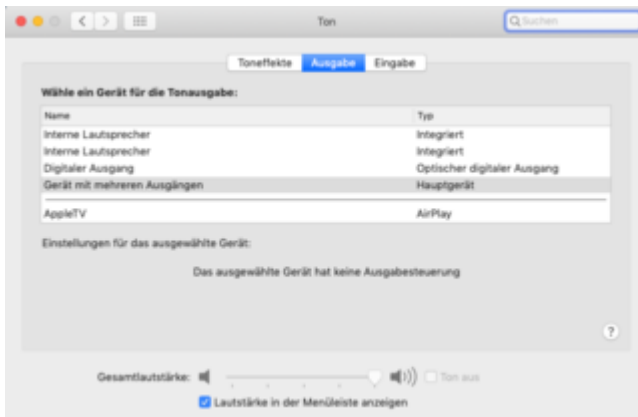 Ton
Suchen
Toneffekte Ausgabe Eingabe
Wähle ein Gerät für die Tonausgabe:
Name Typ
Interne Lautsprecher Integriert
Interne Lautsprecher Integriert
Digitaler Ausgang Optischer digitaler Ausgang
Gerät mit mehreren Ausgängen Hauptgerät
AppleTV AirPlay
Einstellungen für das ausgewählte Gerät:
Das ausgewählte Gerät hat keine Ausgabesteuerung
?
Gesamtlautstärke: Ton aus
Lautstärke in der Menüleiste anzeigen